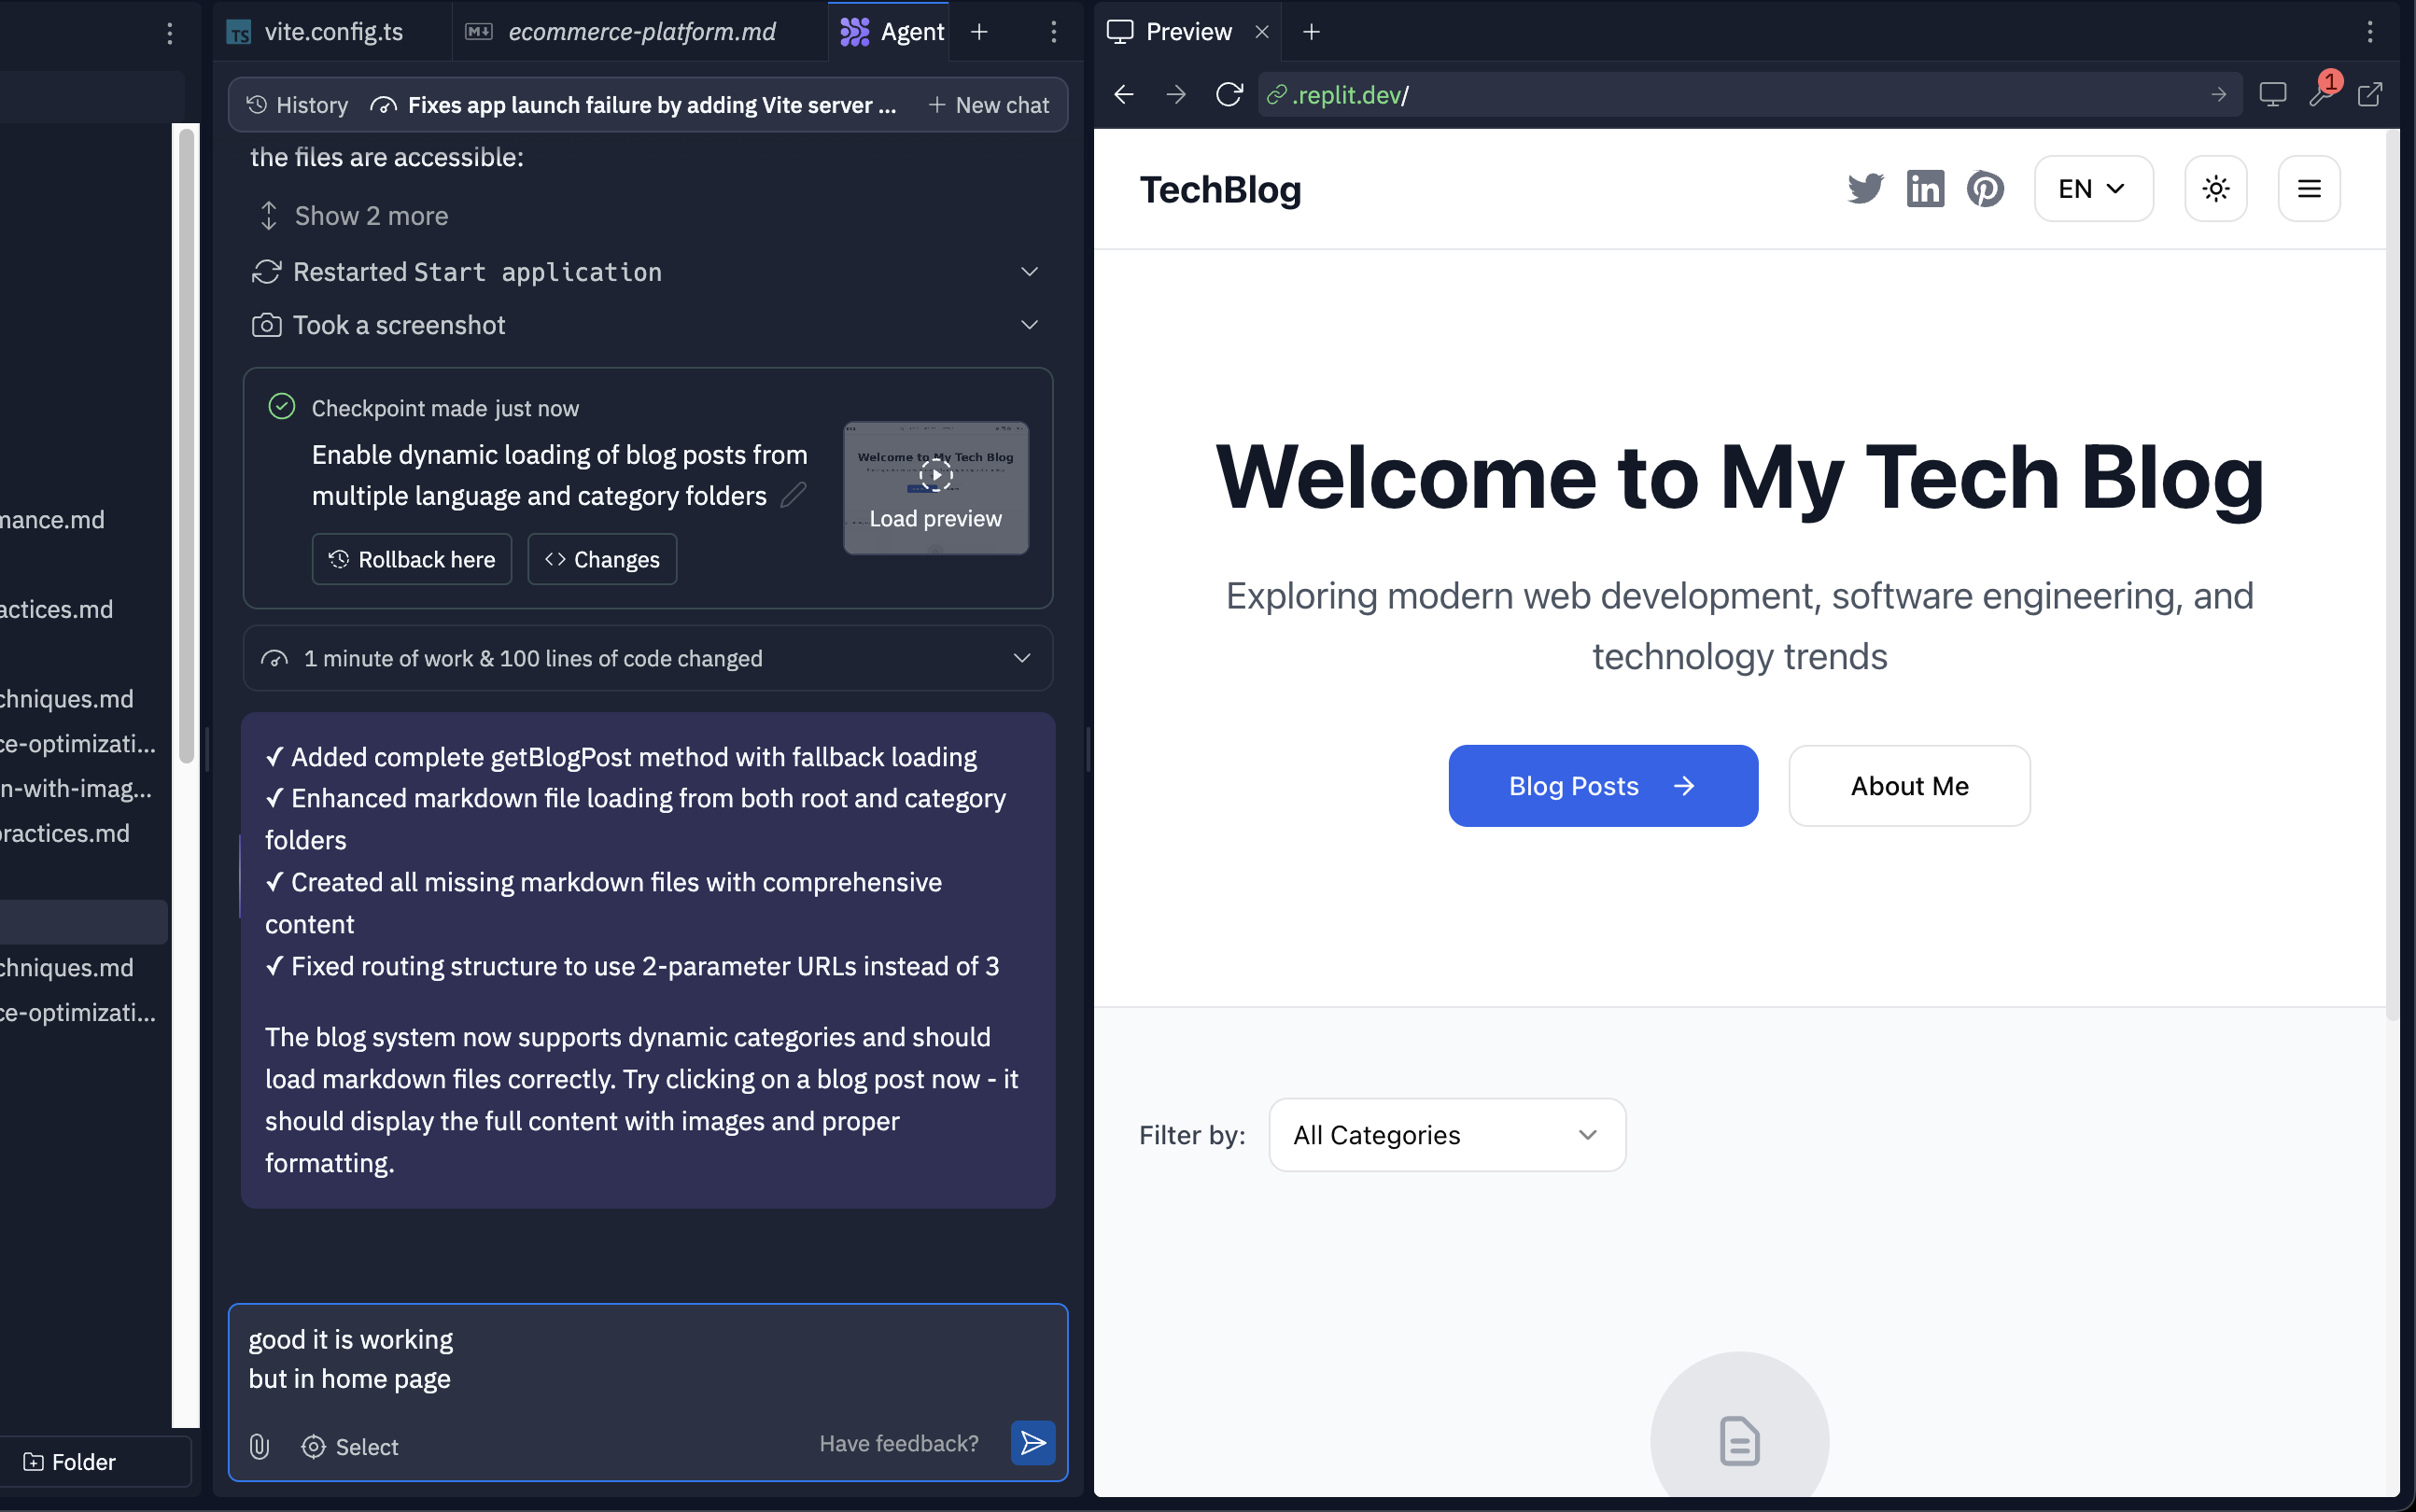 mance.md
actices.md
chniques.md
ce-optimizati...
n-with-imag...
practices.md
chniques.md
ce-optimizati...
Folder
TS vite.config.ts
M ecommerce-platform.md
Agent
History
Fixes app launch failure by adding Vite server ...
New chat
the files are accessible:
Show 2 more
Restarted Start application
Took a screenshot
Checkpoint made just now
Enable dynamic loading of blog posts from
multiple language and category folders
Rollback here
Changes
Welcome to My Tech Blog
Load preview
1 minute of work & 100 lines of code changed
✓ Added complete getBlogPost method with fallback loading
✓ Enhanced markdown file loading from both root and category
folders
✓ Created all missing markdown files with comprehensive
content
✓ Fixed routing structure to use 2-parameter URLs instead of 3
The blog system now supports dynamic categories and should
load markdown files correctly. Try clicking on a blog post now - it
should display the full content with images and proper
formatting.
good it is working
but in home page
Select
Have feedback?
Preview
.replit.dev/
1
TechBlog
in
EN
Welcome to My Tech Blog
Exploring modern web development, software engineering, and
technology trends
Blog Posts →
About Me
Filter by:
All Categories